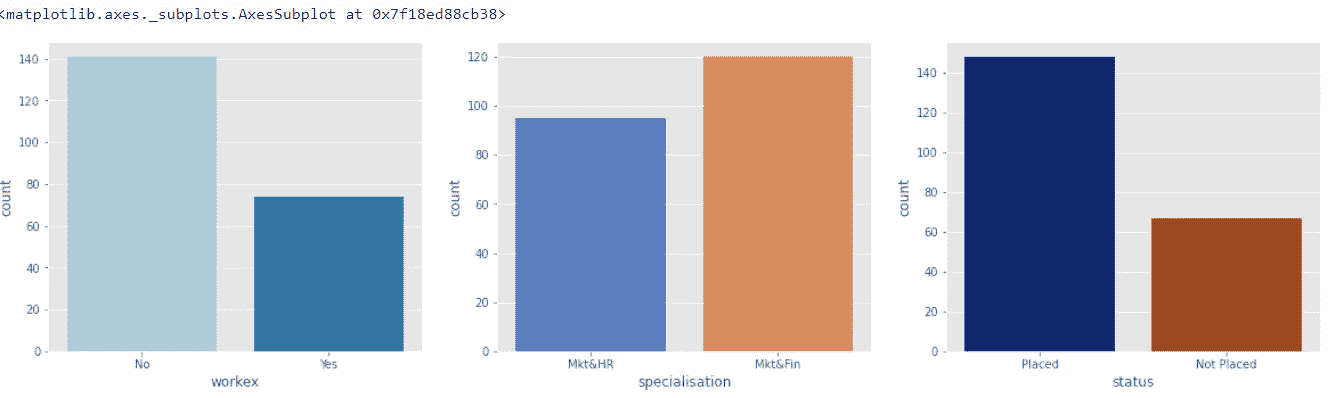 <matplotlib.axes._subplots.AxesSubplot at 0x7f18ed88cb38>
140
120
100
80
60
40
20
0
count
No Yes
workex
120
100
80
60
40
20
0
count
Mkt&HR Mkt&Fin
specialisation
140
120
100
80
60
40
20
0
count
Placed Not Placed
status